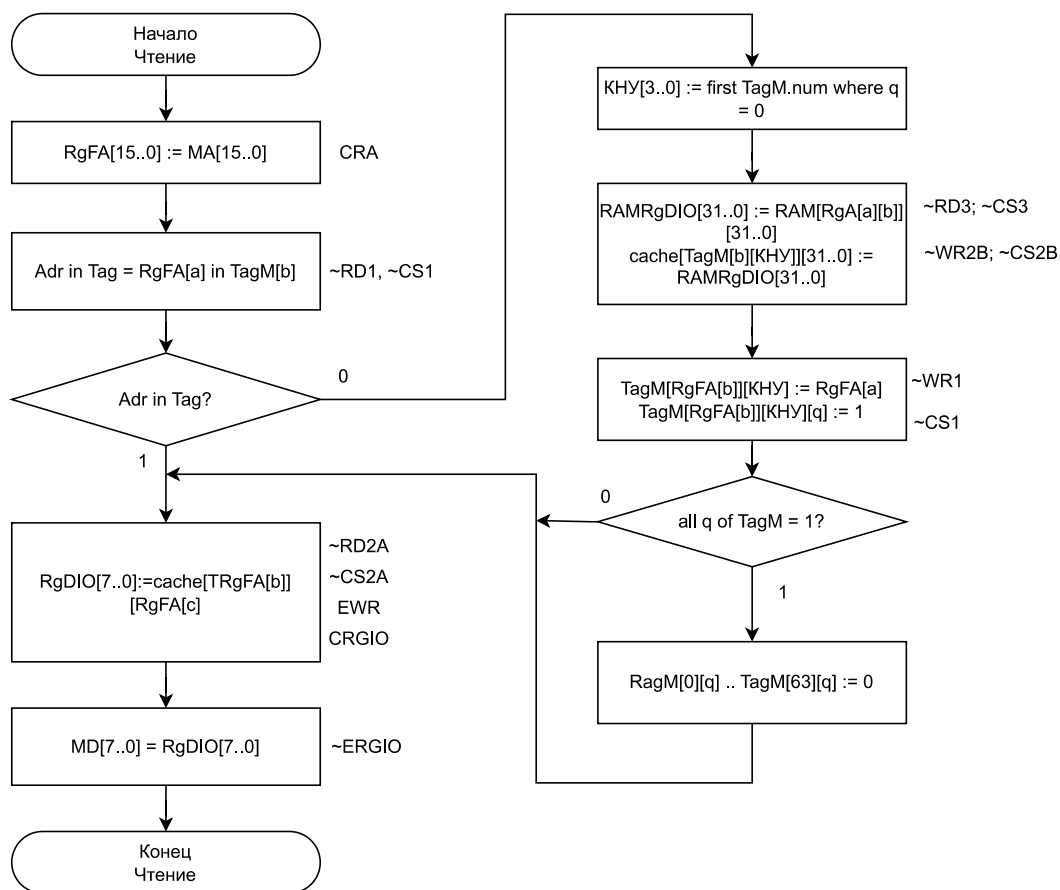 Начало
Чтение
RgFA[15..0] := MA[15..0]
CRA
Adr in Tag = RgFA[a] in TagM[b]
~RD1, ~CS1
Adr in Tag?
0
1
RgDIO[7..0]:=cache[TRgFA[b]]
[RgFA[c]
~RD2A
~CS2A
EWR
CRGIO
MD[7..0] = RgDIO[7..0]
~ERGIO
Конец
Чтение
КНУ[3..0] := first TagM.num where q
= 0
RAMRgDIO[31..0] := RAM[RgA[a][b]]
[31..0]
cache[TagM[b][КНУ]][31..0] :=
RAMRgDIO[31..0]
~RD3; ~CS3
~WR2B; ~CS2B
TagM[RgFA[b]][КНУ] := RgFA[a]
TagM[RgFA[b]][КНУ][q] := 1
~WR1
~CS1
all q of TagM = 1?
0
1
RagM[0][q] .. TagM[63][q] := 0